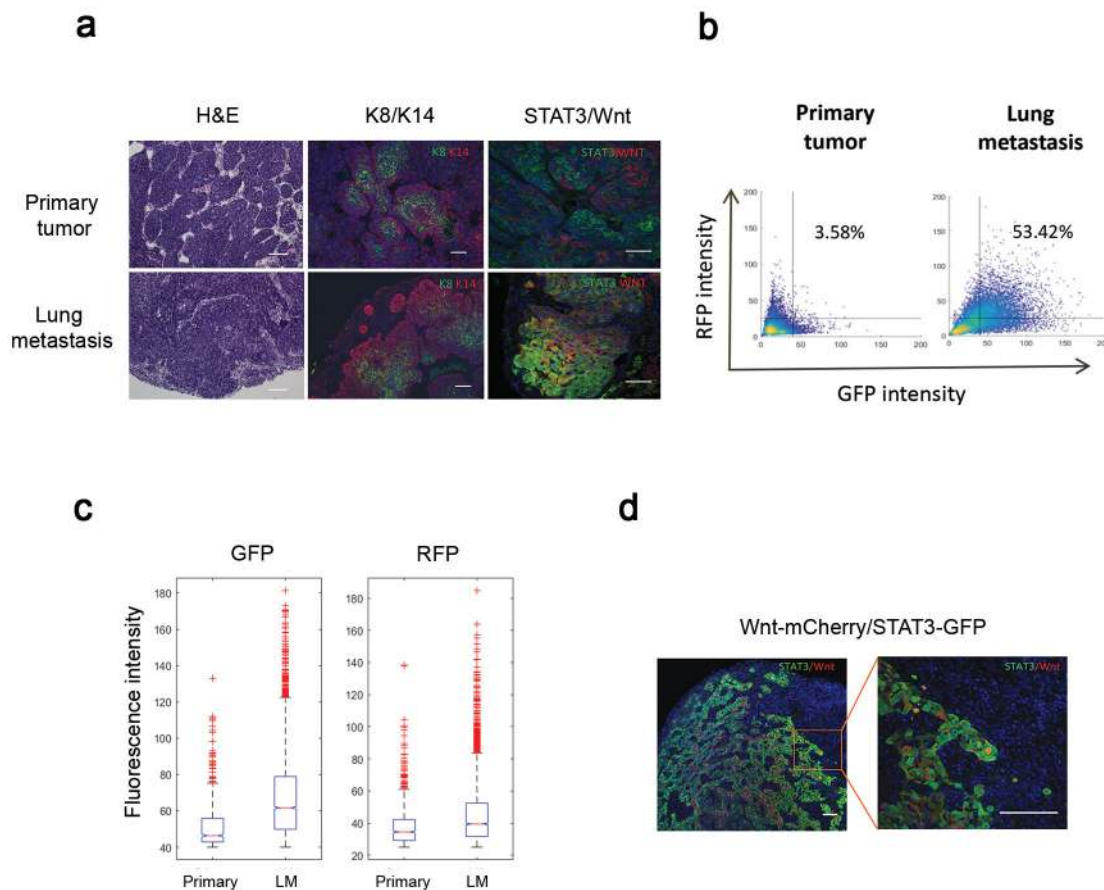 a
H&E
K8/K14
STAT3/Wnt
Primary
tumor
K8 K14
STAT3/WNT
Lung
metastasis
K8 K14
STAT3 WNT
b
Primary
tumor
Lung
metastasis
RFP intensity
200
150
100
50
0
3.58%
0 50 100 150 200
200
150
100
50
0
53.42%
0 50 100 150 200
GFP intensity
c
GFP
RFP
Fluorescence intensity
180
160
140
120
100
80
60
40
Primary LM
180
160
140
120
100
80
60
40
20
Primary LM
d
Wnt-mCherry/STAT3-GFP
STAT3/Wnt
STAT3/Wnt